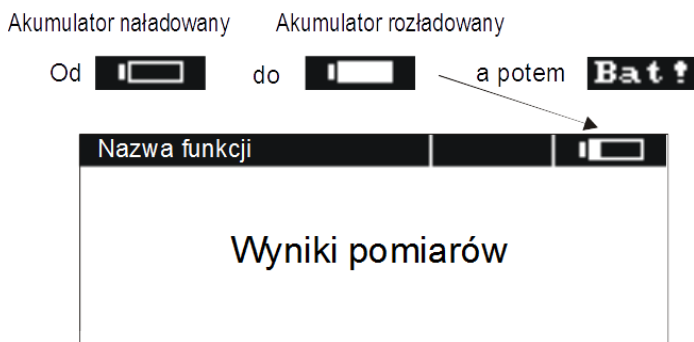 Akumulator naładowany Akumulator rozładowany
Od do a potem Bat!
Nazwa funkcji
Wyniki pomiarów